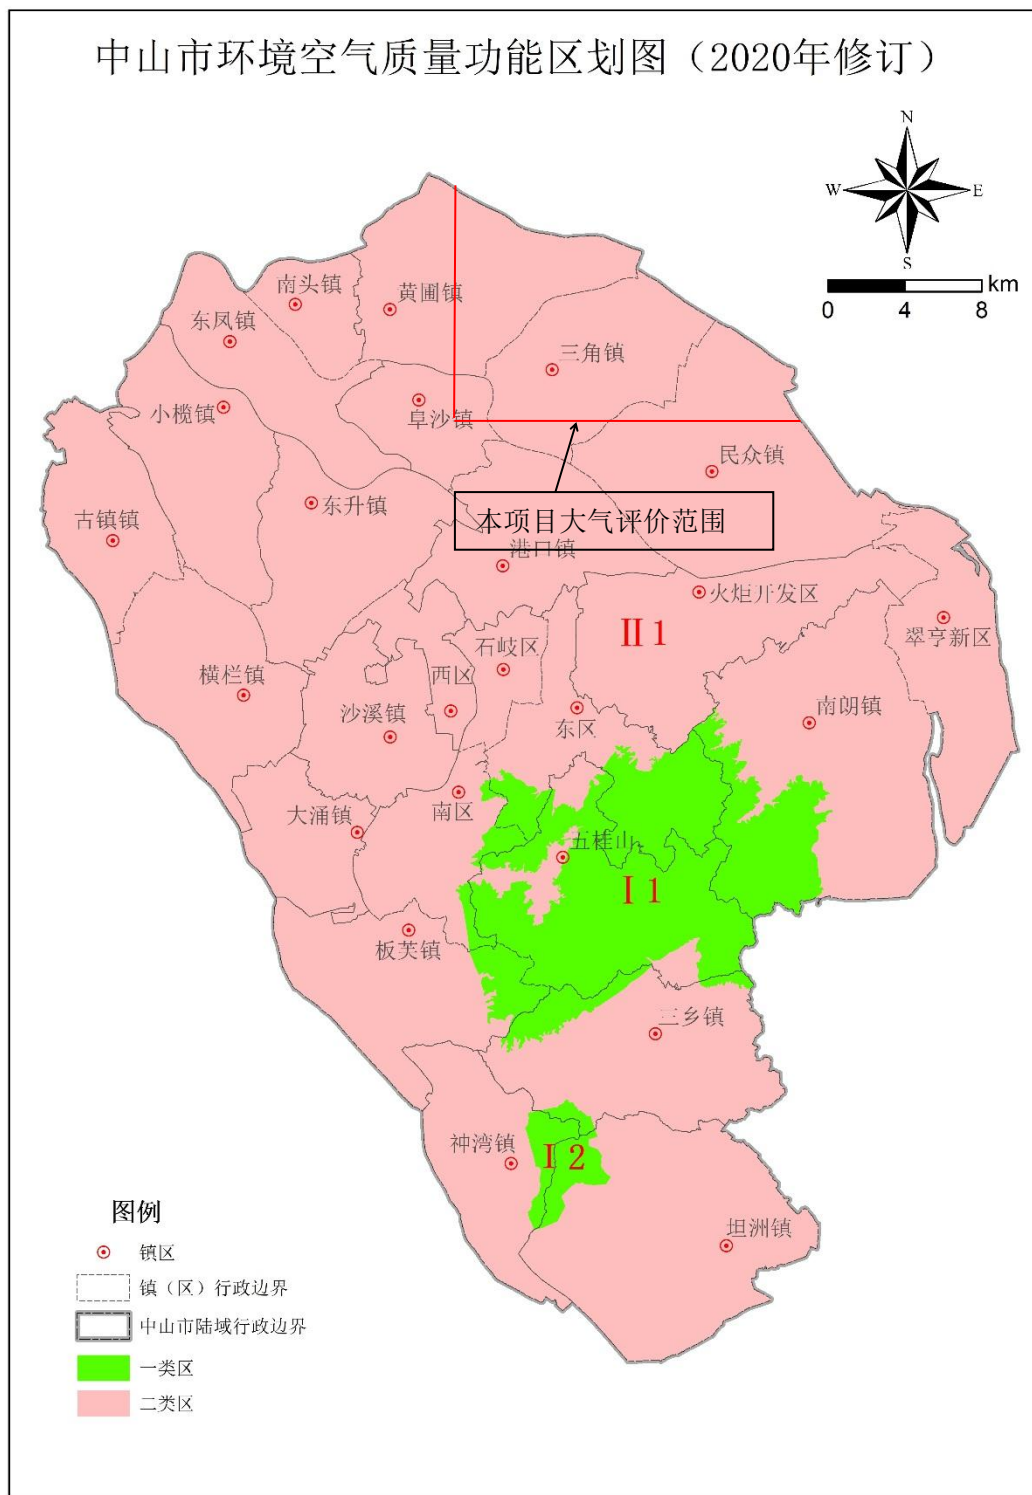 中山市环境空气质量功能区划图（2020年修订）
N
W
E
S
km
0
4
8
南头镇
黄圃镇
东凤镇
三角镇
小榄镇
阜沙镇
民众镇
东升镇
古镇镇
本项目大气评价范围
港口镇
火炬开发区
翠亨新区
II 1
石岐区
横栏镇
西区
沙溪镇
东区
南朗镇
南区
大涌镇
五桂山
I 1
板芙镇
三乡镇
神湾镇
I 2
坦洲镇
图例
镇区
镇（区）行政边界
中山市陆域行政边界
一类区
二类区